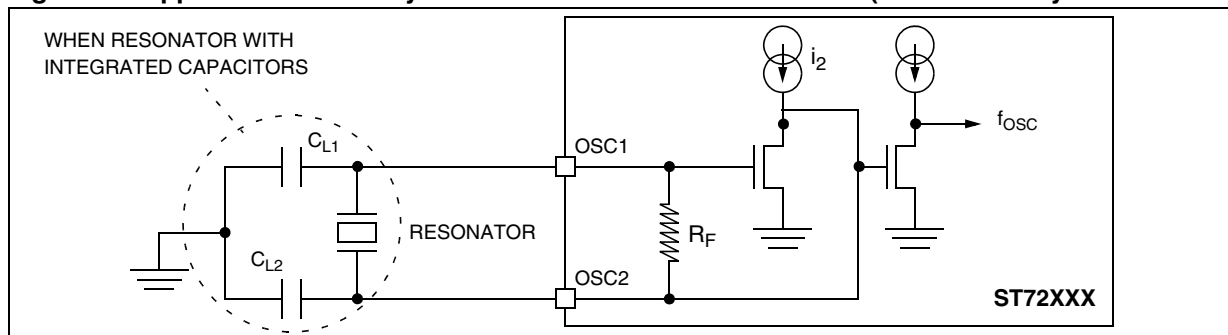 WHEN RESONATOR WITH
INTEGRATED CAPACITORS
i2
fOSC
CL1
OSC1
RESONATOR
RF
CL2
OSC2
ST72XXX